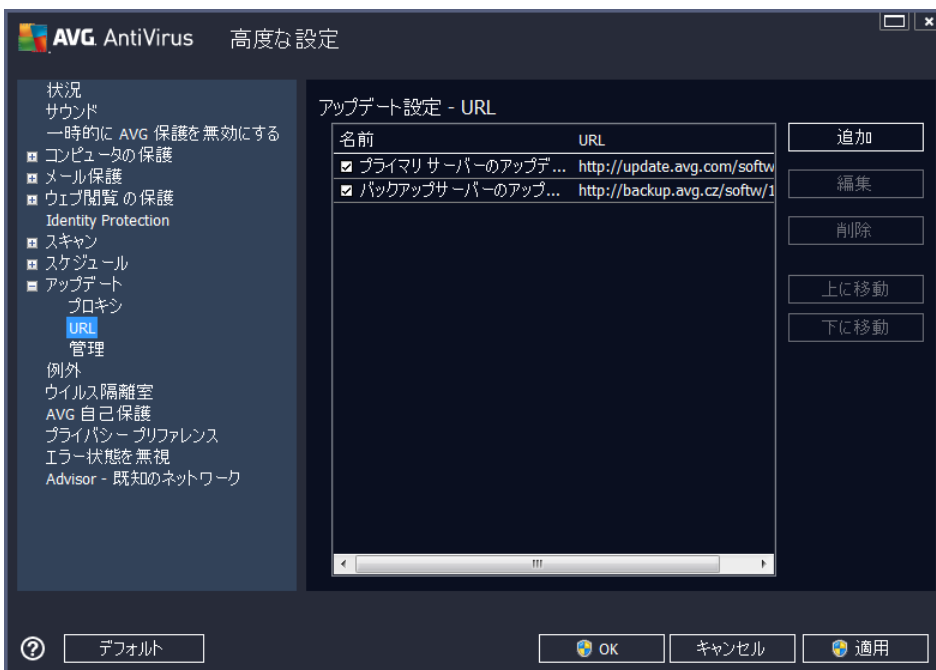 AVG. AntiVirus 高度な設定
状況
サウンド
一時的に AVG 保護を無効にする
コンピュータの保護
メール保護
ウェブ閲覧 の保護
Identity Protection
スキャン
スケジュール
アップデート
プロキシ
URL
管理
例外
ウイルス隔離室
AVG 自己保護
プライバシー プリファレンス
エラー状態を無視
Advisor - 既知のネットワーク
アップデート設定 - URL
名前 URL
プライマリ サーバーのアップデ... http://update.avg.com/softw
バックアップサーバーのアップ... http://backup.avg.cz/softw/1
追加
編集
削除
上に移動
下に移動
デフォルト
OK
キャンセル
適用